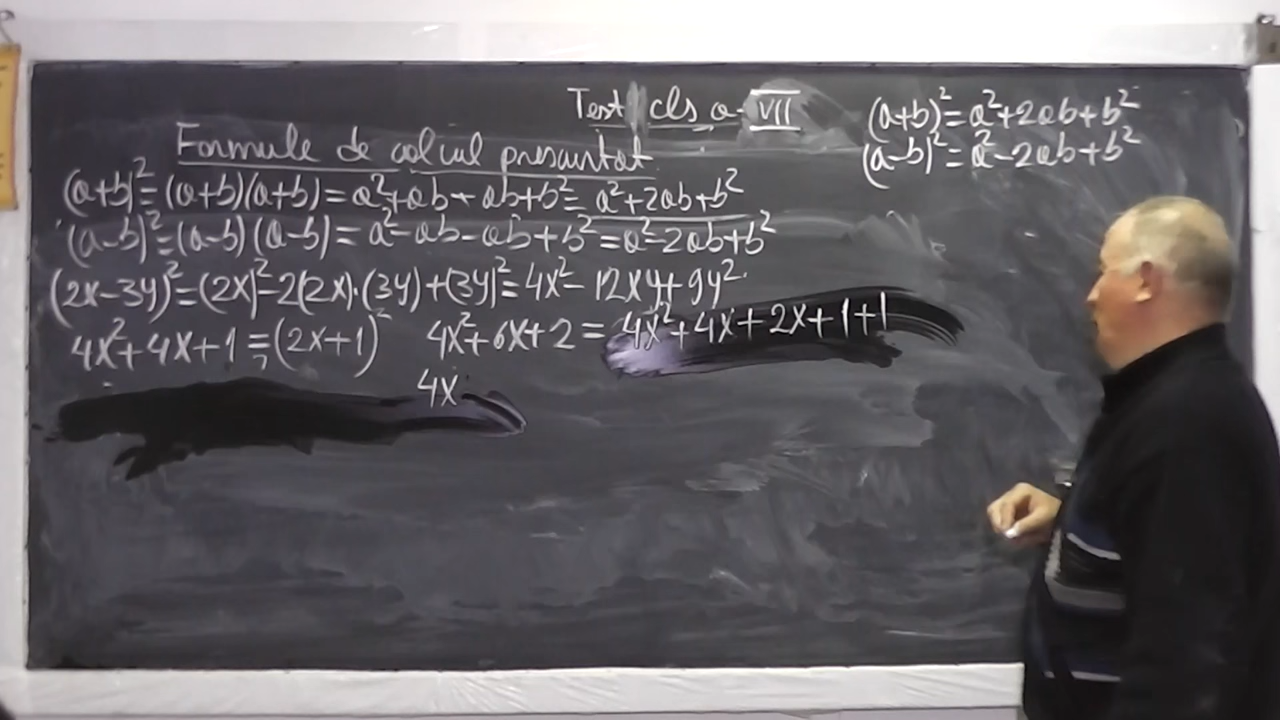 Test cls a VII
(a+b)²=a²+2ab+b²
(a-b)²=a²-2ab+b²
Formule de calcul prescurtat
(a+b)²=(a+b)(a+b)=a²+ab+ab+b²=a²+2ab+b²
(a-b)²=(a-b)(a-b)=a²-ab-ab+b²=a²-2ab+b²
(2x-3y)²=(2x)²-2(2x)·(3y)+(3y)²=4x²-12xy+9y²
4x²+4x+1=(2x+1)² 4x²+6x+2=4x²+4x+2x+1+1
4x